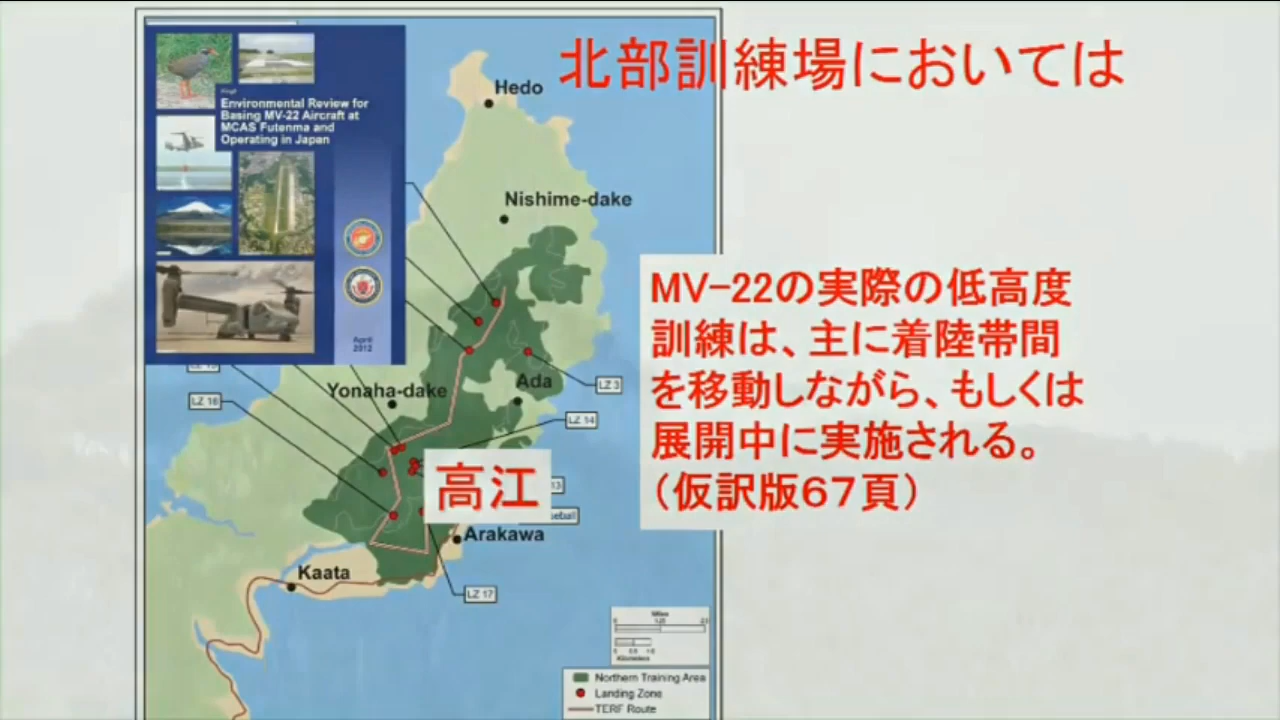 北部訓練場においては
Environmental Review for
Basing MV-22 Aircraft at
MCAS Futenma and
Operating in Japan
April
2012
Hedo
Nishime-dake
MV-22の実際の低高度
訓練は、主に着陸帯間
を移動しながら、もしくは
展開中に実施される。
（仮訳版６７頁）
Yonaha-dake
Ada
LZ 3
LZ 18
LZ 14
高江
13
Arakawa
Kaata
LZ 17
Miles
Kilometers
Northern Training Area
Landing Zone
TERF Route